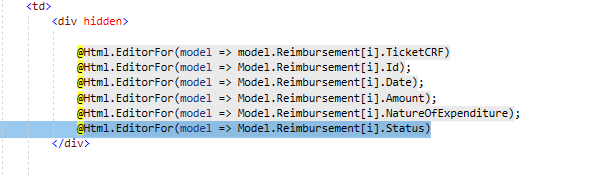 <td>
<div hidden>
@Html.EditorFor(model => model.Reimbursement[i].TicketCRF)
@Html.EditorFor(model => Model.Reimbursement[i].Id);
@Html.EditorFor(model => Model.Reimbursement[i].Date);
@Html.EditorFor(model => Model.Reimbursement[i].Amount);
@Html.EditorFor(model => Model.Reimbursement[i].NatureOfExpenditure);
@Html.EditorFor(model => Model.Reimbursement[i].Status)
</div>